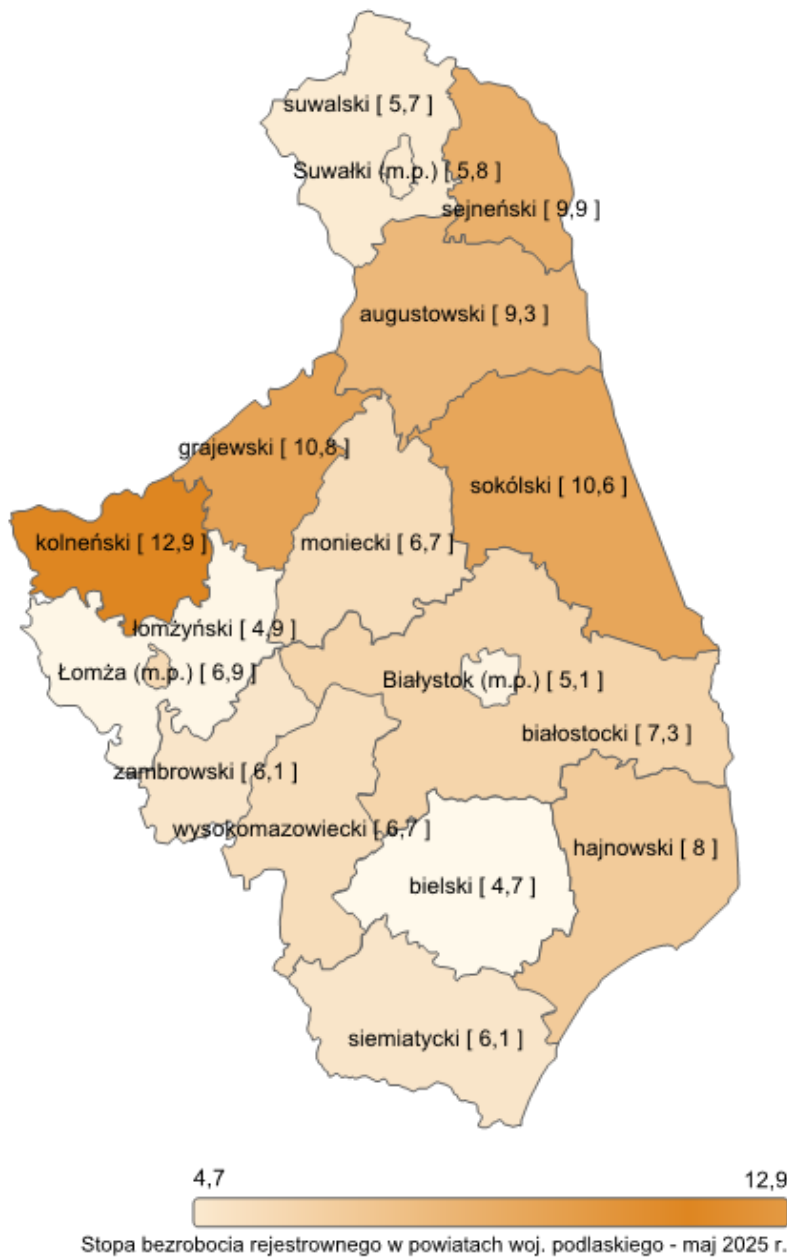 suwalski [ 5,7 ]
Suwałki (m.p.) [ 5,8 ]
sejneński [ 9,9 ]
augustowski [ 9,3 ]
grajewski [ 10,8 ]
sokólski [ 10,6 ]
kolneński [ 12,9 ]
moniecki [ 6,7 ]
łomżyński [ 4,9 ]
Łomża (m.p.) [ 6,9 ]
Białystok (m.p.) [ 5,1 ]
białostocki [ 7,3 ]
zambrowski [ 6,1 ]
wysokomazowiecki [ 6,7 ]
hajnowski [ 8 ]
bielski [ 4,7 ]
siemiatycki [ 6,1 ]
4,7
12,9
Stopa bezrobocia rejestrownego w powiatach woj. podlaskiego - maj 2025 r.